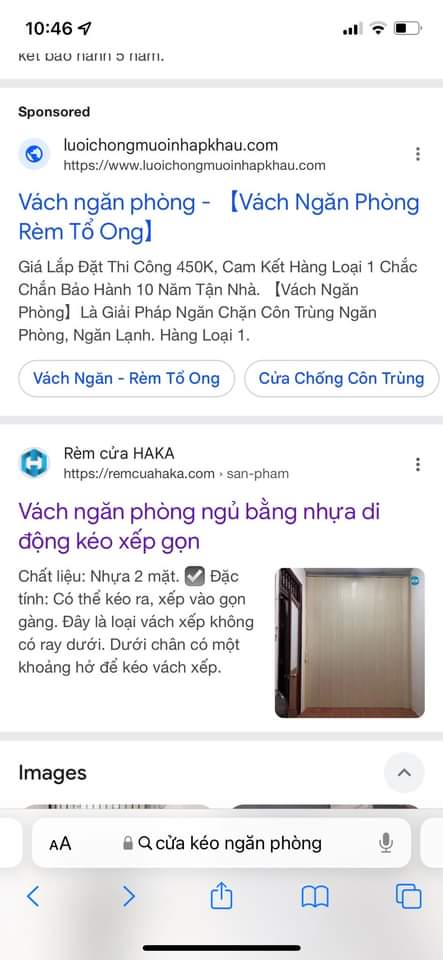 10:46
kết bảo hành 5 năm.
Sponsored
luoichongmuoinhapkhau.com
https://www.luoichongmuoinhapkhau.com
Vách ngăn phòng - 【Vách Ngăn Phòng
Rèm Tổ Ong】
Giá Lắp Đặt Thi Công 450K, Cam Kết Hàng Loại 1 Chắc
Chắn Bảo Hành 10 Năm Tận Nhà. 【Vách Ngăn
Phòng】Là Giải Pháp Ngăn Chặn Côn Trùng Ngăn
Phòng, Ngăn Lạnh. Hàng Loại 1.
Vách Ngăn - Rèm Tổ Ong
Cửa Chống Côn Trùng
Rèm cửa HAKA
https://remcuahaka.com › san-pham
Vách ngăn phòng ngủ bằng nhựa di
động kéo xếp gọn
Chất liệu: Nhựa 2 mặt. ☑ Đặc
tính: Có thể kéo ra, xếp vào gọn
gàng. Đây là loại vách xếp không
có ray dưới. Dưới chân có một
khoảng hở để kéo vách xếp.
Images
AA
cửa kéo ngăn phòng